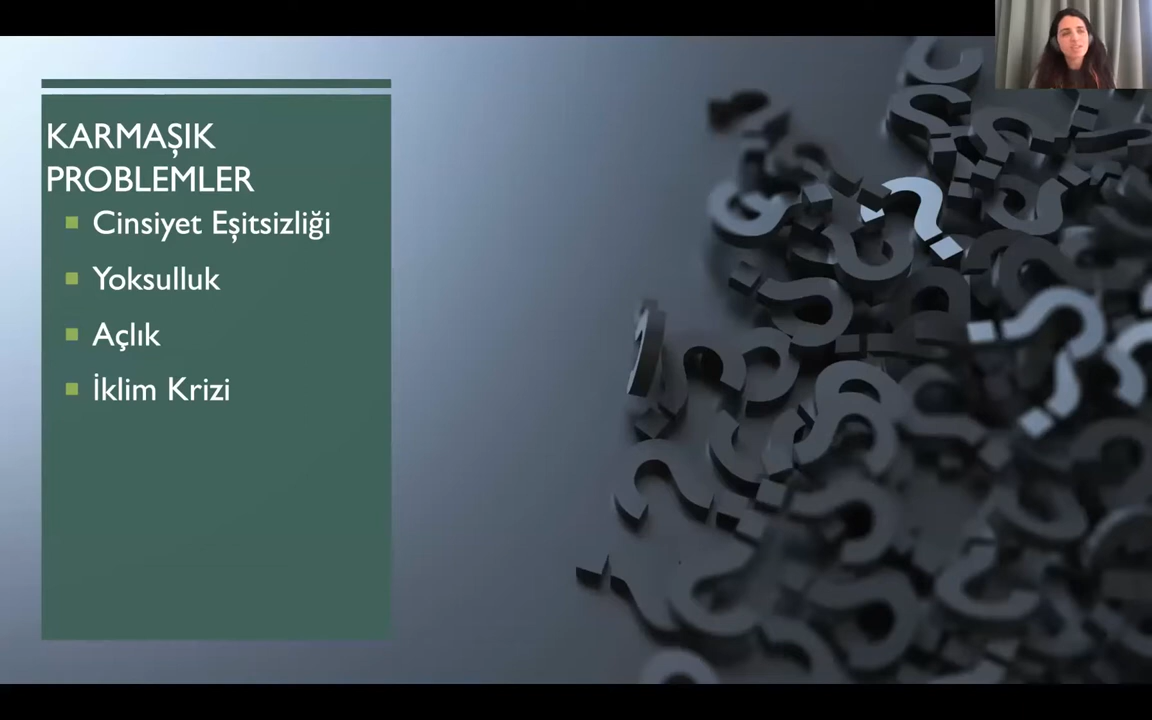 KARMAŞIK
PROBLEMLER
Cinsiyet Eşitsizliği
Yoksulluk
Açlık
İklim Krizi